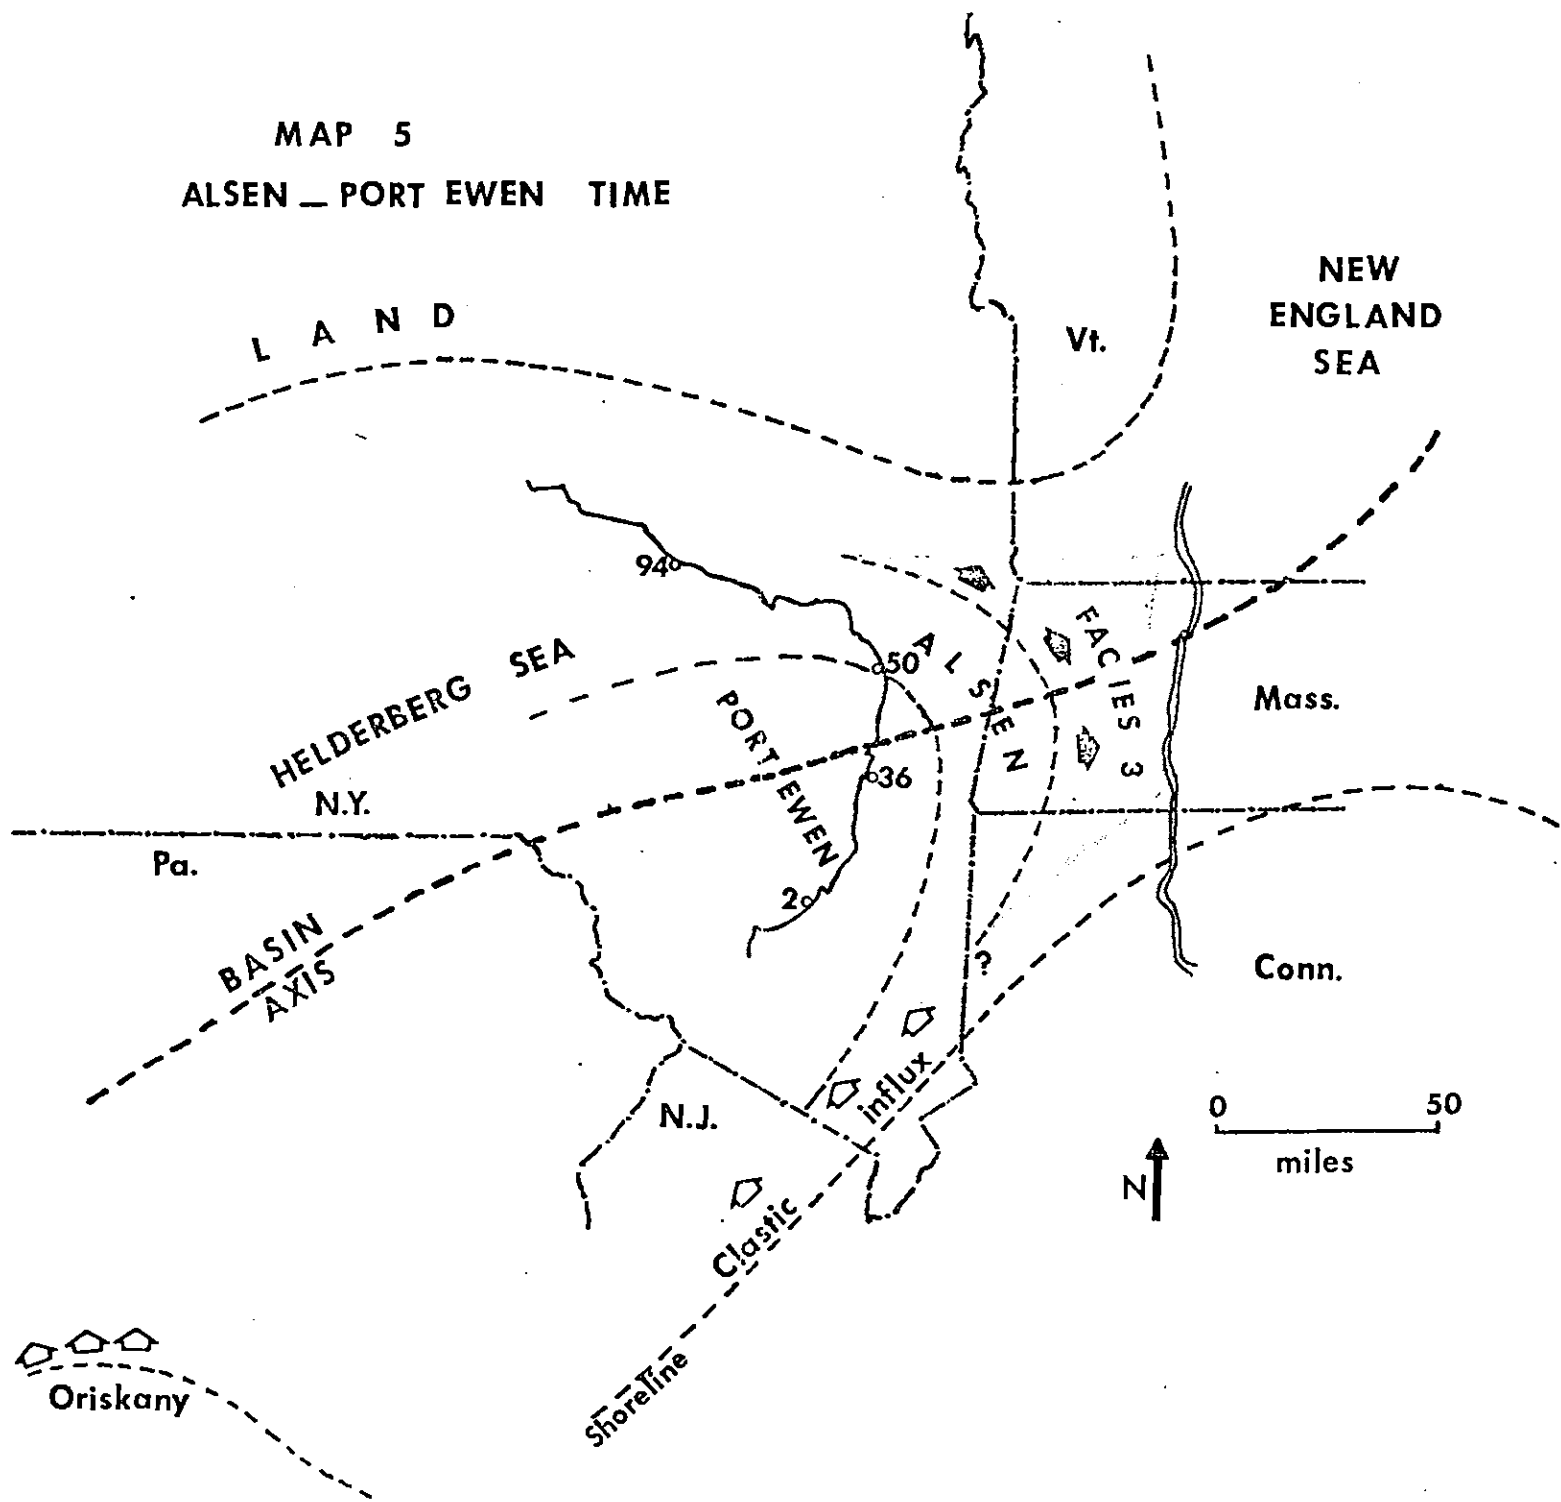 MAP 5
ALSEN — PORT EWEN TIME
NEW
ENGLAND
SEA
LAND
Vt.
94
HELDERBERG SEA
50
ALSEN
FACIES 3
PORT EWEN
Mass.
36
N.Y.
Pa.
2
BASIN
AXIS
?
Conn.
Clastic influx
N.J.
0 50
miles
N
Shoreline
Oriskany